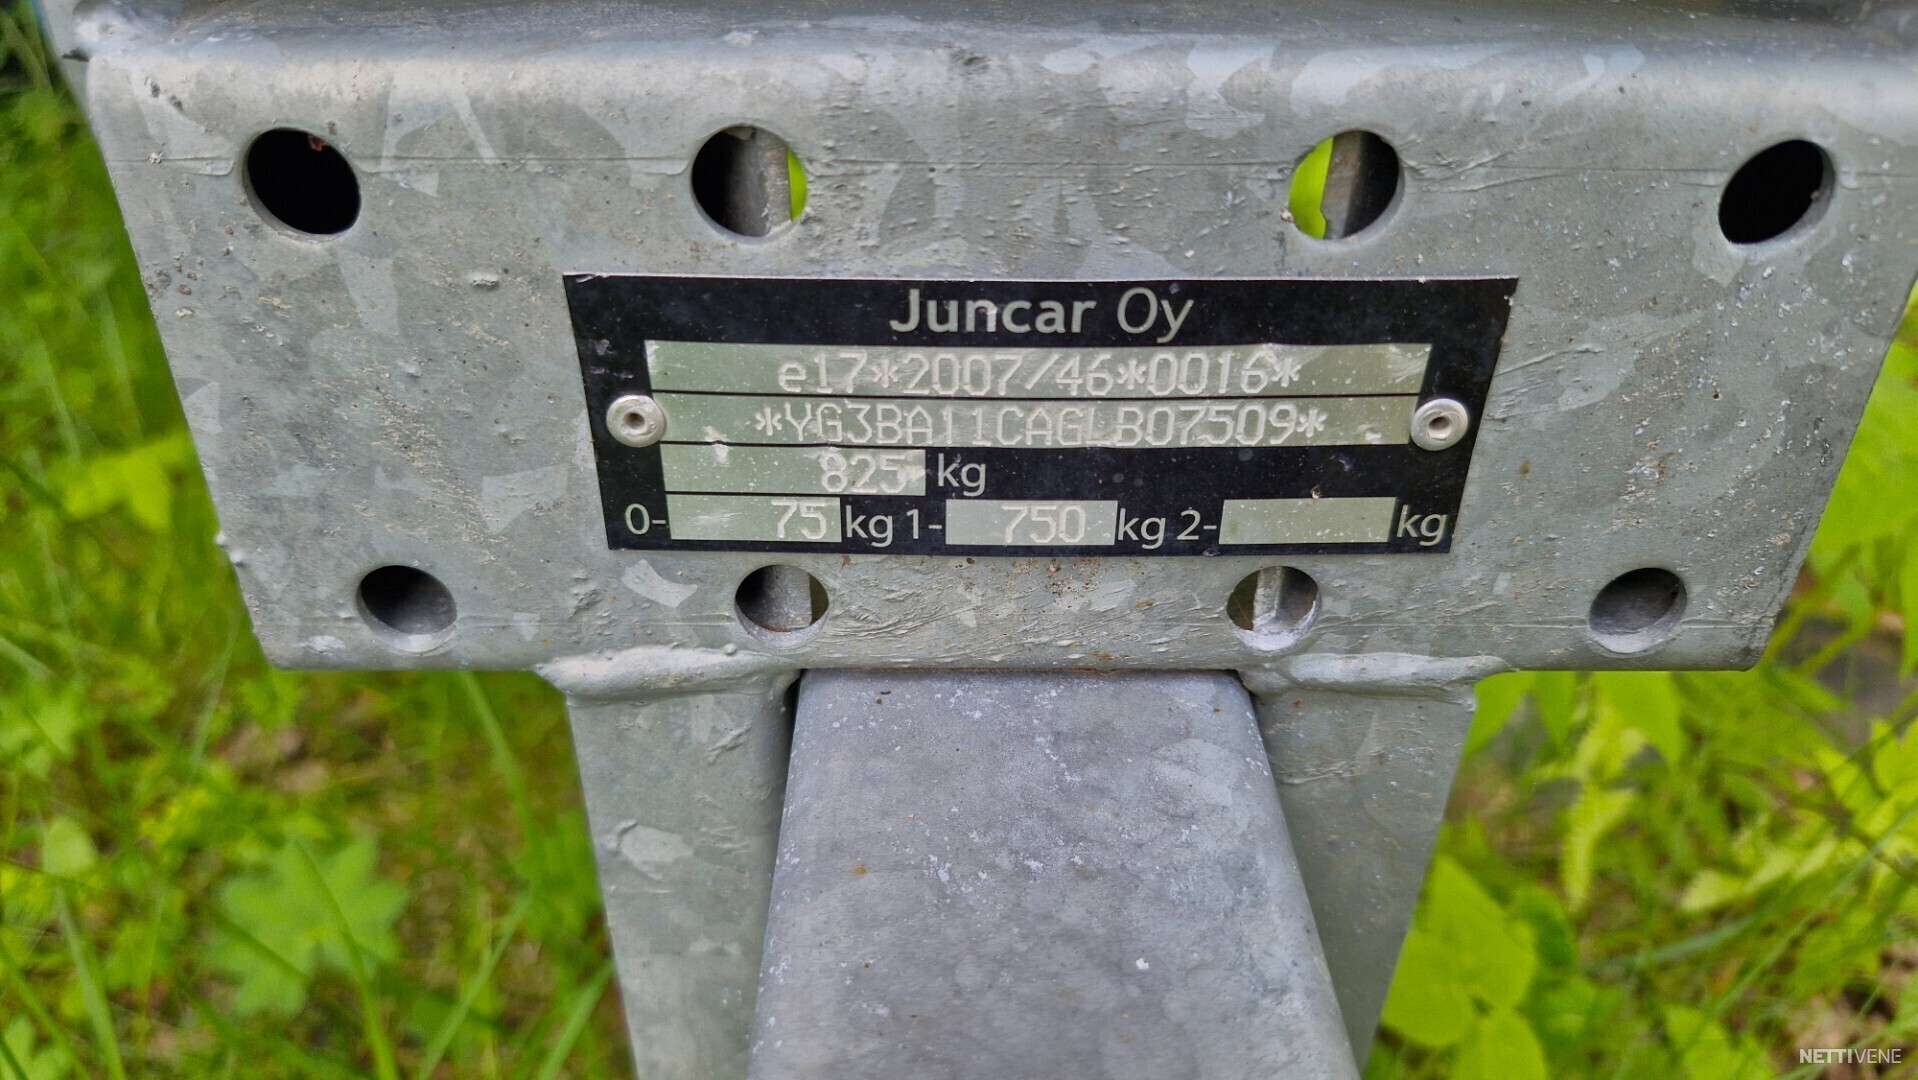 Juncar Oy
e17*2007/46*0016*
*YG3BA11CAGLB07509*
825 kg
0- 75 kg 1- 750 kg 2- kg
NETTIVENE